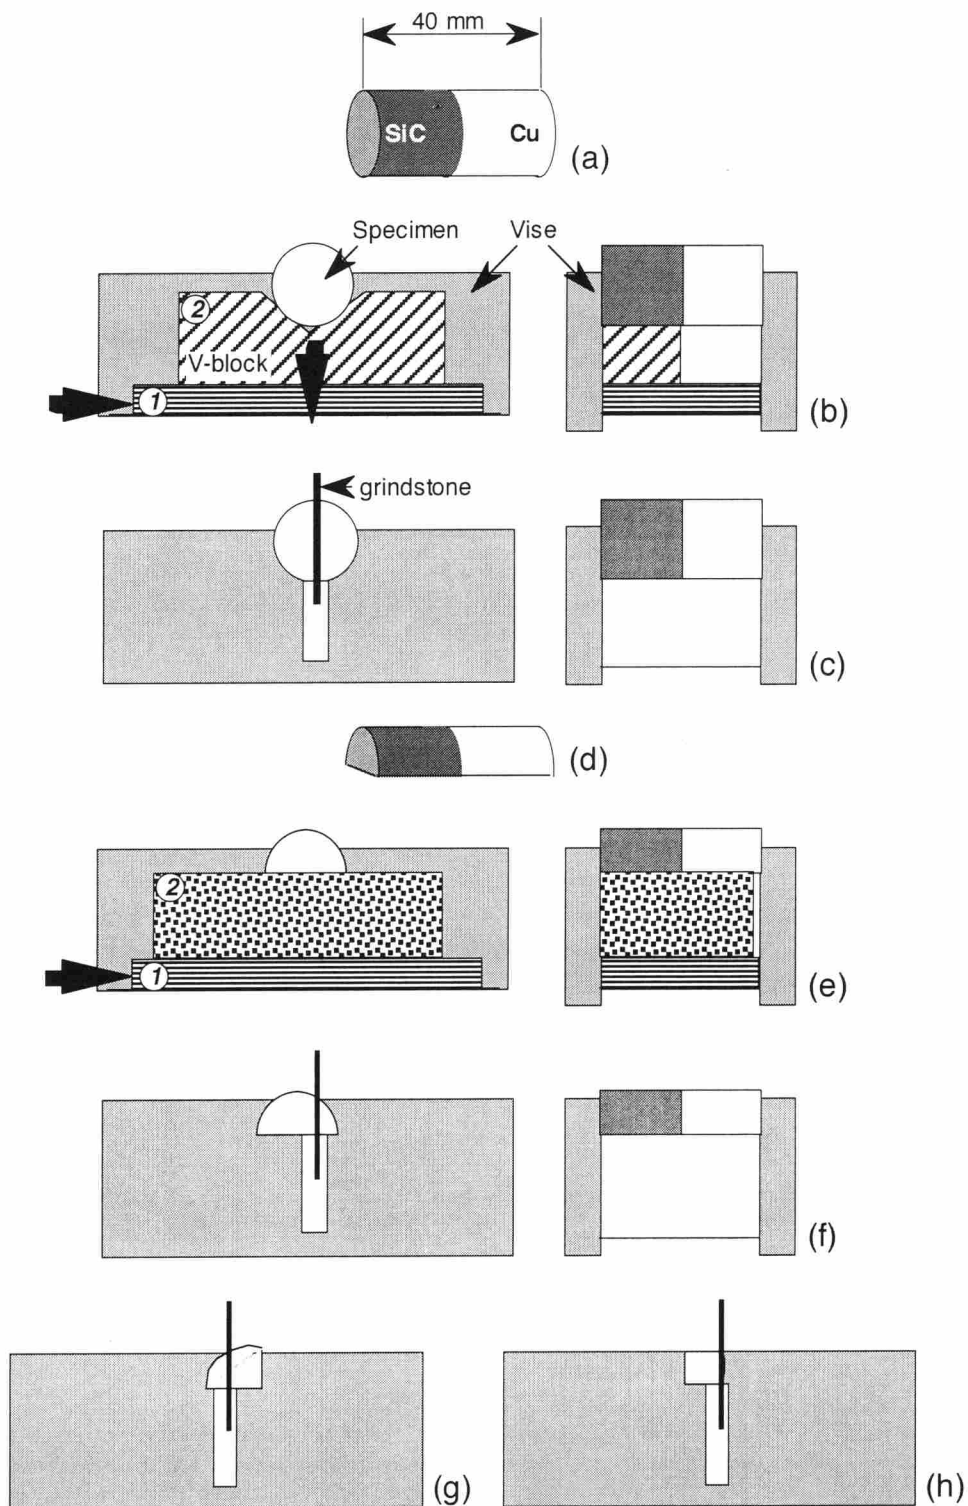 40 mm
SiC
Cu
(a)
Specimen
Vise
2
V-block
1
(b)
grindstone
(c)
(d)
2
1
(e)
(f)
(g)
(h)